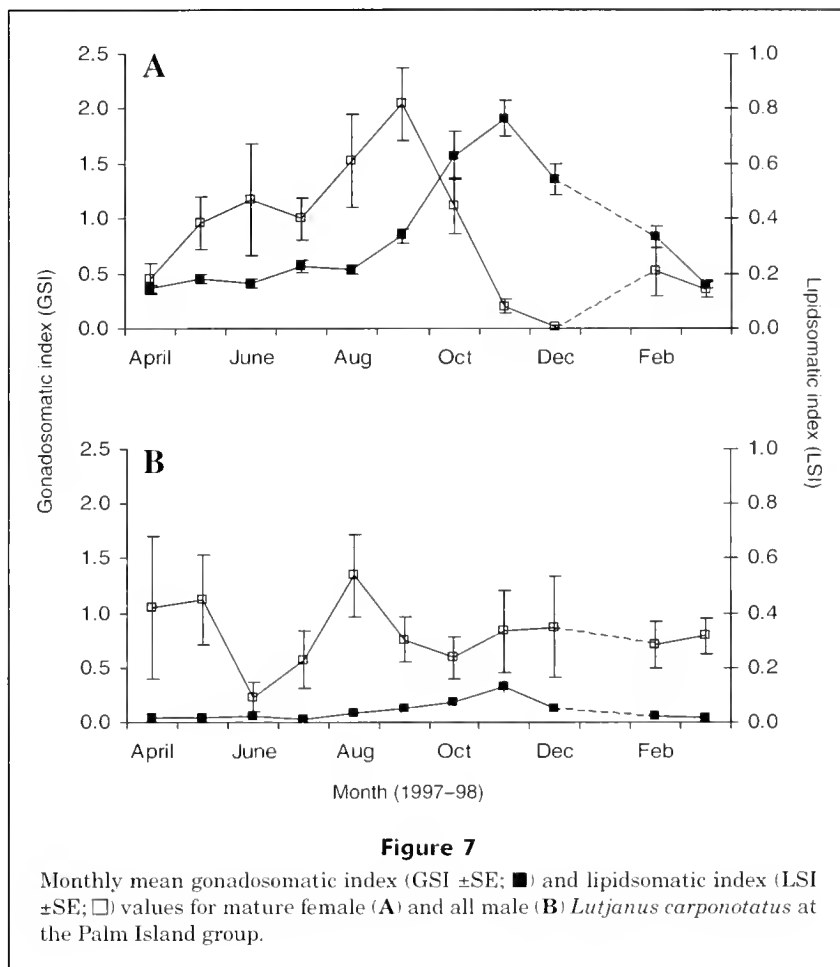 A
2.5
2.0
1.5
1.0
0.5
0.0
1.0
0.8
0.6
0.4
0.2
0.0
April June Aug Oct Dec Feb
Gonadosomatic index (GSI)
Lipidsomatic index (LSI)
B
2.5
2.0
1.5
1.0
0.5
0.0
1.0
0.8
0.6
0.4
0.2
0.0
April June Aug Oct Dec Feb
Month (1997–98)
Figure 7
Monthly mean gonadosomatic index (GSI ±SE; ■) and lipidsomatic index (LSI
±SE; □) values for mature female (A) and all male (B) Lutjanus carponotatus at
the Palm Island group.